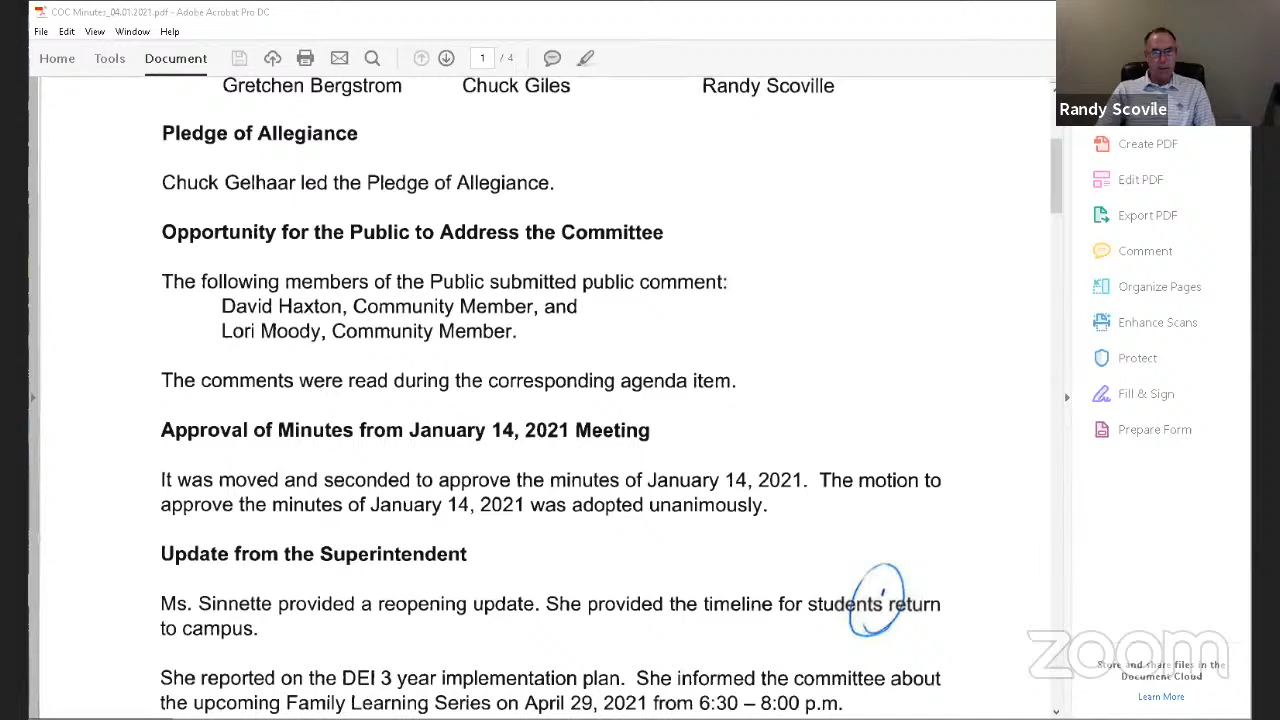 COC Minutes_04.01.2021.pdf - Adobe Acrobat Pro DC
File Edit View Window Help
Home Tools Document 1 / 4
Gretchen Bergstrom Chuck Giles Randy Scoville
Pledge of Allegiance
Chuck Gelhaar led the Pledge of Allegiance.
Opportunity for the Public to Address the Committee
The following members of the Public submitted public comment:
David Haxton, Community Member, and
Lori Moody, Community Member.
The comments were read during the corresponding agenda item.
Approval of Minutes from January 14, 2021 Meeting
It was moved and seconded to approve the minutes of January 14, 2021. The motion to
approve the minutes of January 14, 2021 was adopted unanimously.
Update from the Superintendent
Ms. Sinnette provided a reopening update. She provided the timeline for students' return
to campus.
She reported on the DEI 3 year implementation plan. She informed the committee about
the upcoming Family Learning Series on April 29, 2021 from 6:30 – 8:00 p.m.
Randy Scovile
Create PDF
Edit PDF
Export PDF
Comment
Organize Pages
Enhance Scans
Protect
Fill & Sign
Prepare Form
zoom
Store and share files in the
Document Cloud
Learn More